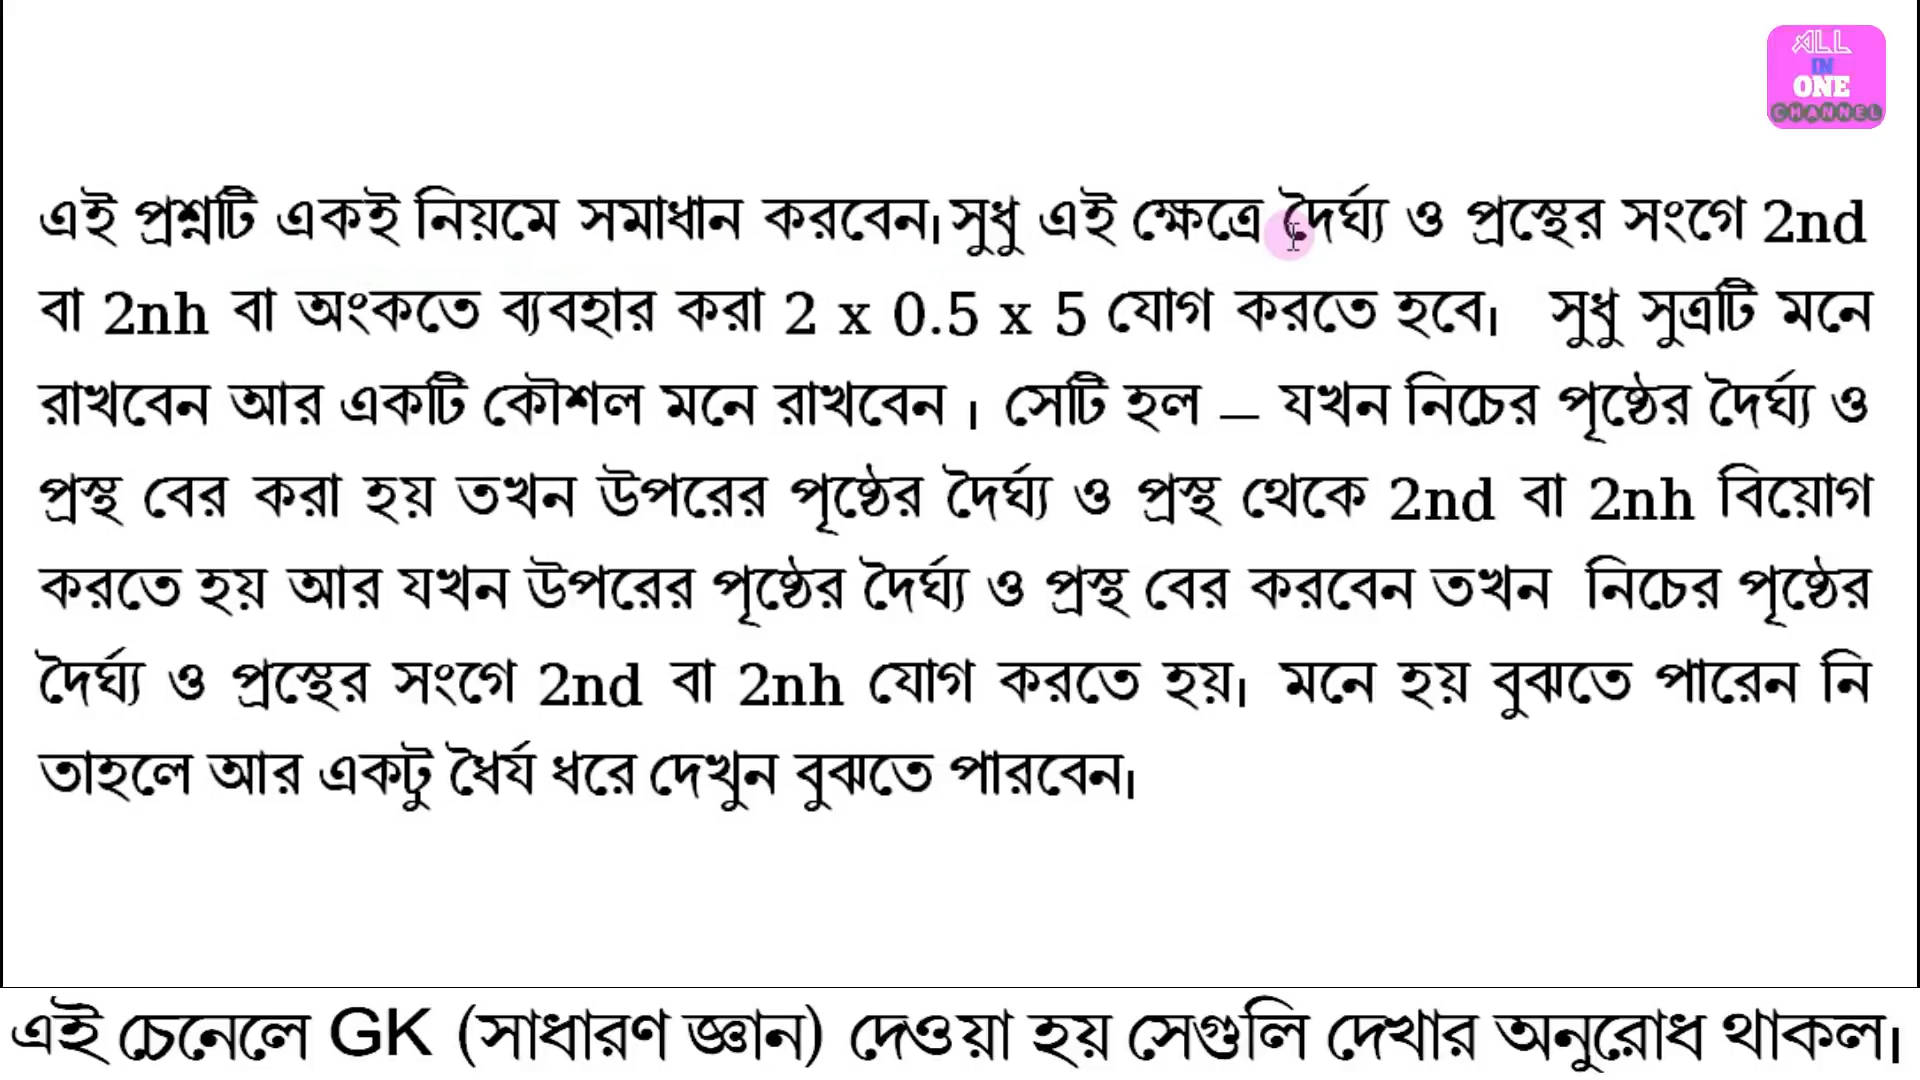 ALL
IN
ONE
CHANNEL
এই প্রশ্নটি একই নিয়মে সমাধান করবেন। সুধু এই ক্ষেত্রে দৈর্ঘ্য ও প্রস্থের সংগে 2nd
বা 2nh বা অংকতে ব্যবহার করা 2 x 0.5 x 5 যোগ করতে হবে। সুধু সুত্রটি মনে
রাখবেন আর একটি কৌশল মনে রাখবেন । সেটি হল – যখন নিচের পৃষ্ঠের দৈর্ঘ্য ও
প্রস্থ বের করা হয় তখন উপরের পৃষ্ঠের দৈর্ঘ্য ও প্রস্থ থেকে 2nd বা 2nh বিয়োগ
করতে হয় আর যখন উপরের পৃষ্ঠের দৈর্ঘ্য ও প্রস্থ বের করবেন তখন নিচের পৃষ্ঠের
দৈর্ঘ্য ও প্রস্থের সংগে 2nd বা 2nh যোগ করতে হয়। মনে হয় বুঝতে পারেন নি
তাহলে আর একটু ধৈর্য ধরে দেখুন বুঝতে পারবেন।
এই চেনেলে GK (সাধারণ জ্ঞান) দেওয়া হয় সেগুলি দেখার অনুরোধ থাকল।